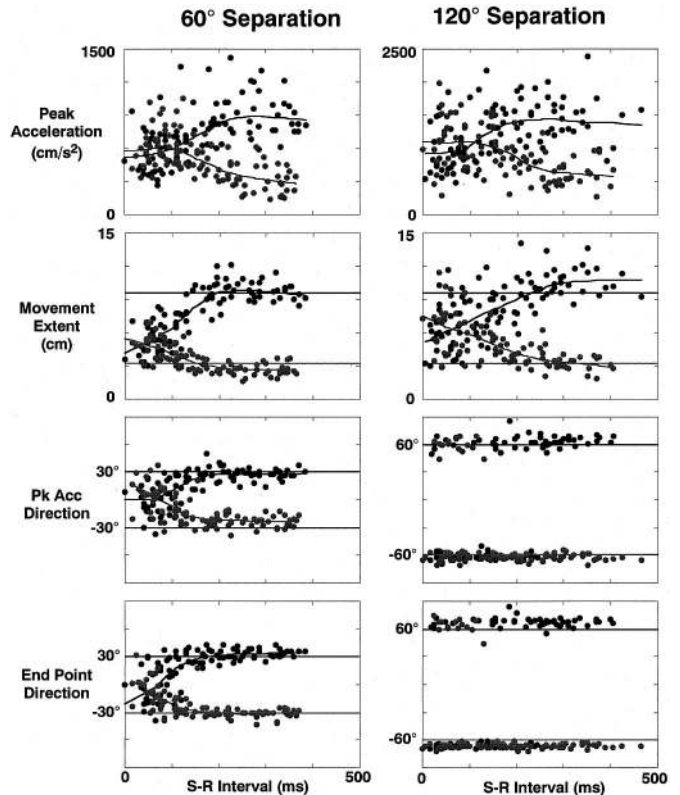 60° Separation
120° Separation
1500
2500
Peak
Acceleration
(cm/s²)
0
0
15
15
Movement
Extent
(cm)
0
0
30°
60°
Pk Acc
Direction
-30°
-60°
30°
60°
End Point
Direction
-30°
-60°
0
500
0
500
S-R Interval (ms)
S-R Interval (ms)